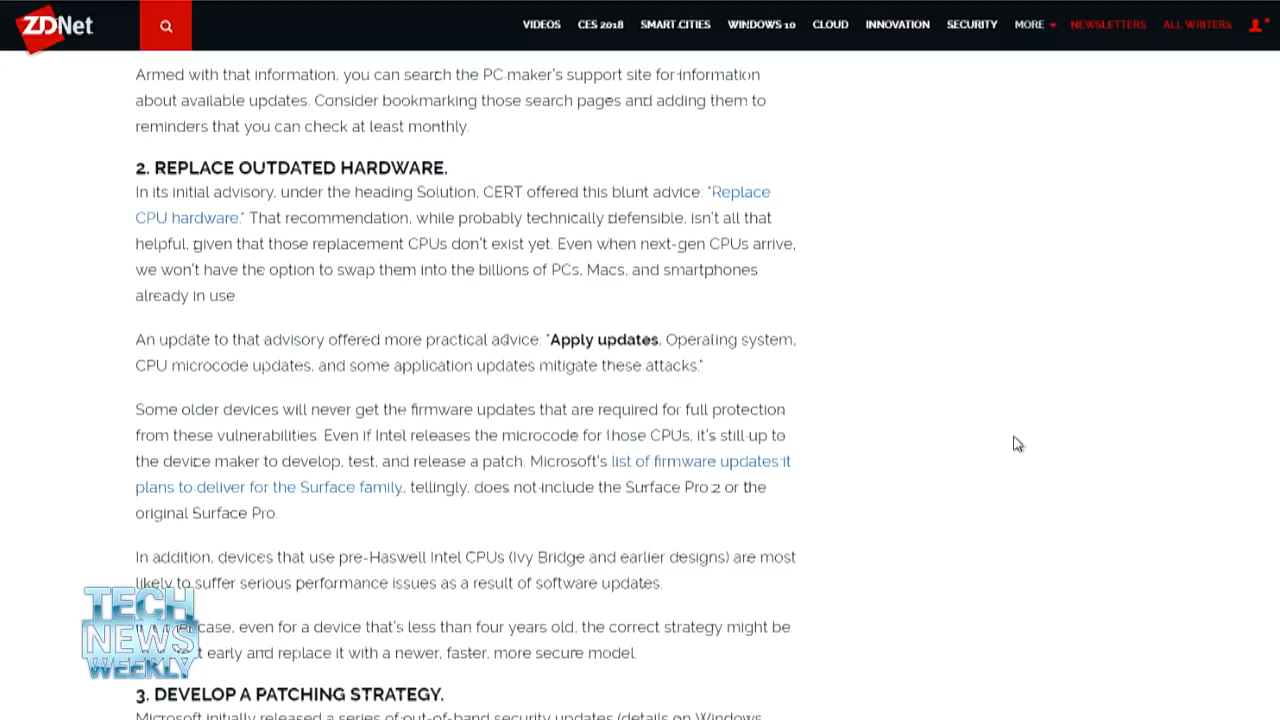 ZDNet
VIDEOS CES 2018 SMART CITIES WINDOWS 10 CLOUD INNOVATION SECURITY MORE NEWSLETTERS ALL WRITERS
Armed with that information, you can search the PC maker's support site for information
about available updates. Consider bookmarking those search pages and adding them to
reminders that you can check at least monthly.
2. REPLACE OUTDATED HARDWARE.
In its initial advisory, under the heading Solution, CERT offered this blunt advice: "Replace
CPU hardware." That recommendation, while probably technically defensible, isn't all that
helpful, given that those replacement CPUs don't exist yet. Even when next-gen CPUs arrive,
we won't have the option to swap them into the billions of PCs, Macs, and smartphones
already in use.
An update to that advisory offered more practical advice: "Apply updates. Operating system,
CPU microcode updates, and some application updates mitigate these attacks."
Some older devices will never get the firmware updates that are required for full protection
from these vulnerabilities. Even if Intel releases the microcode for those CPUs, it's still up to
the device maker to develop, test, and release a patch. Microsoft's list of firmware updates it
plans to deliver for the Surface family, tellingly, does not include the Surface Pro 2 or the
original Surface Pro.
In addition, devices that use pre-Haswell Intel CPUs (Ivy Bridge and earlier designs) are most
likely to suffer serious performance issues as a result of software updates.
case, even for a device that's less than four years old, the correct strategy might be
early and replace it with a newer, faster, more secure model.
TECH
NEWS
WEEKLY
3. DEVELOP A PATCHING STRATEGY.
Microsoft initially released a series of out-of-band security updates (details on Windows